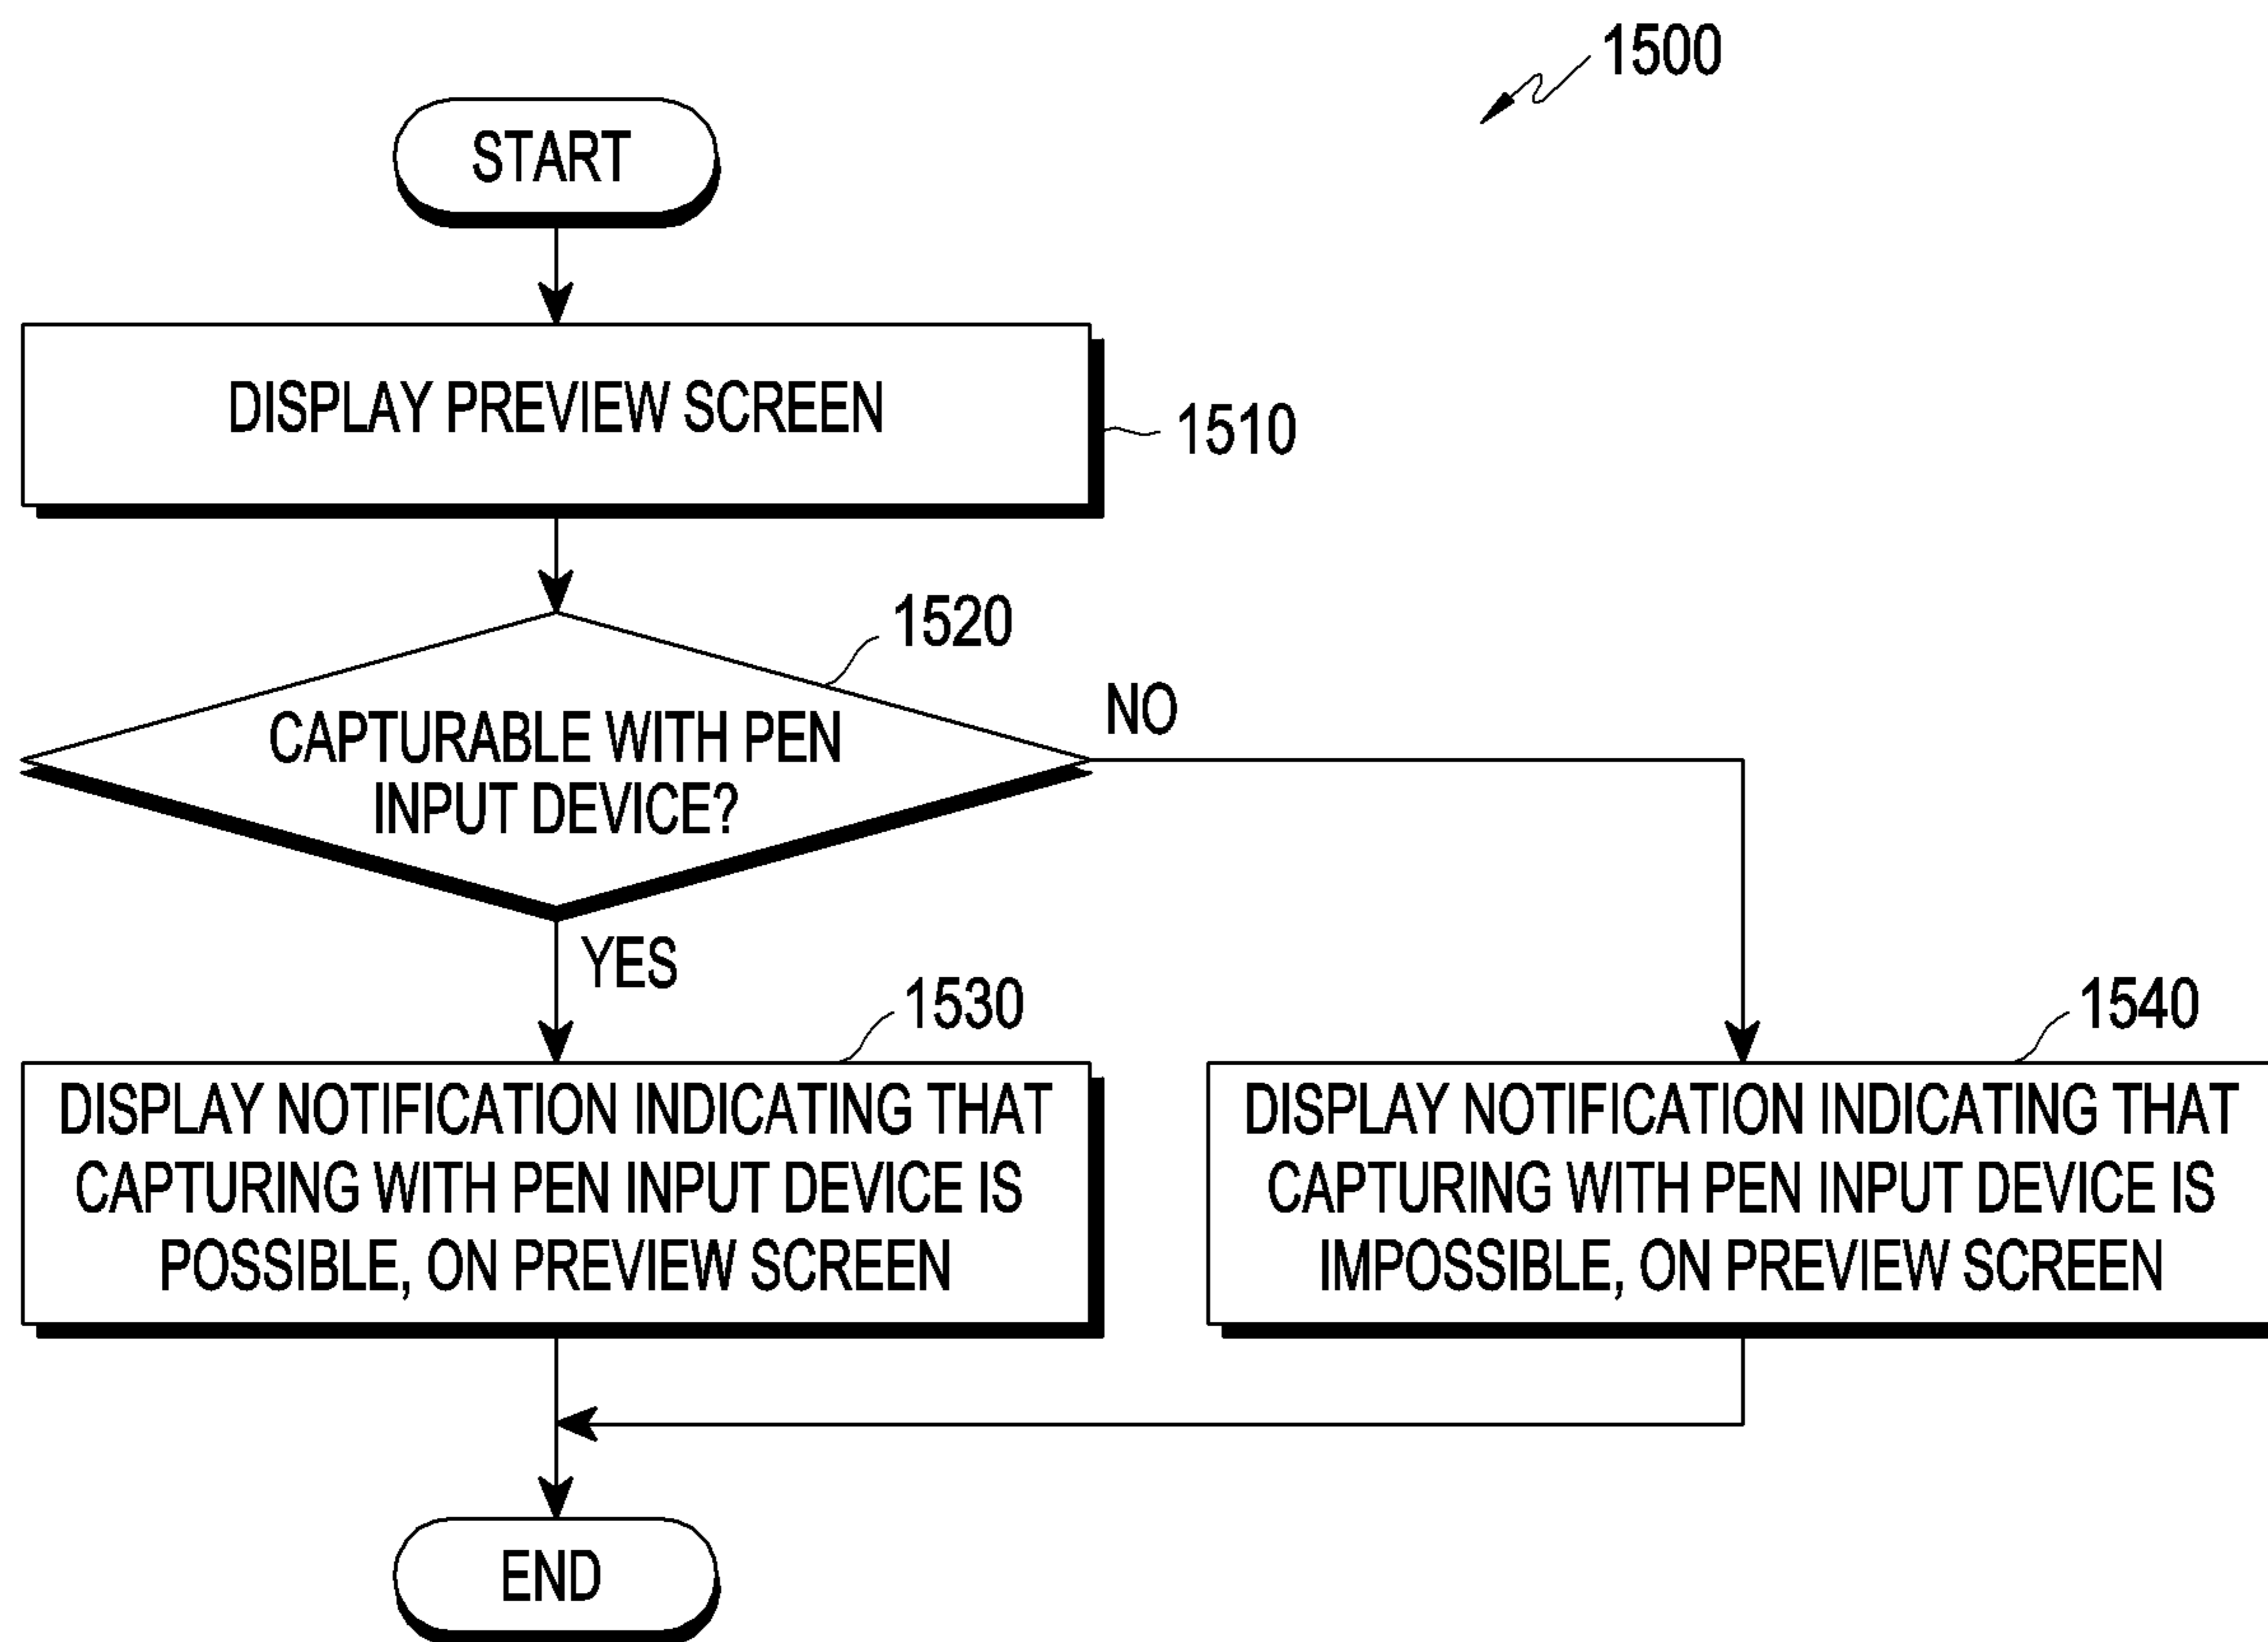 1500
START
DISPLAY PREVIEW SCREEN
1510
1520
CAPTURABLE WITH PEN
INPUT DEVICE?
NO
YES
1530
DISPLAY NOTIFICATION INDICATING THAT
CAPTURING WITH PEN INPUT DEVICE IS
POSSIBLE, ON PREVIEW SCREEN
1540
DISPLAY NOTIFICATION INDICATING THAT
CAPTURING WITH PEN INPUT DEVICE IS
IMPOSSIBLE, ON PREVIEW SCREEN
END